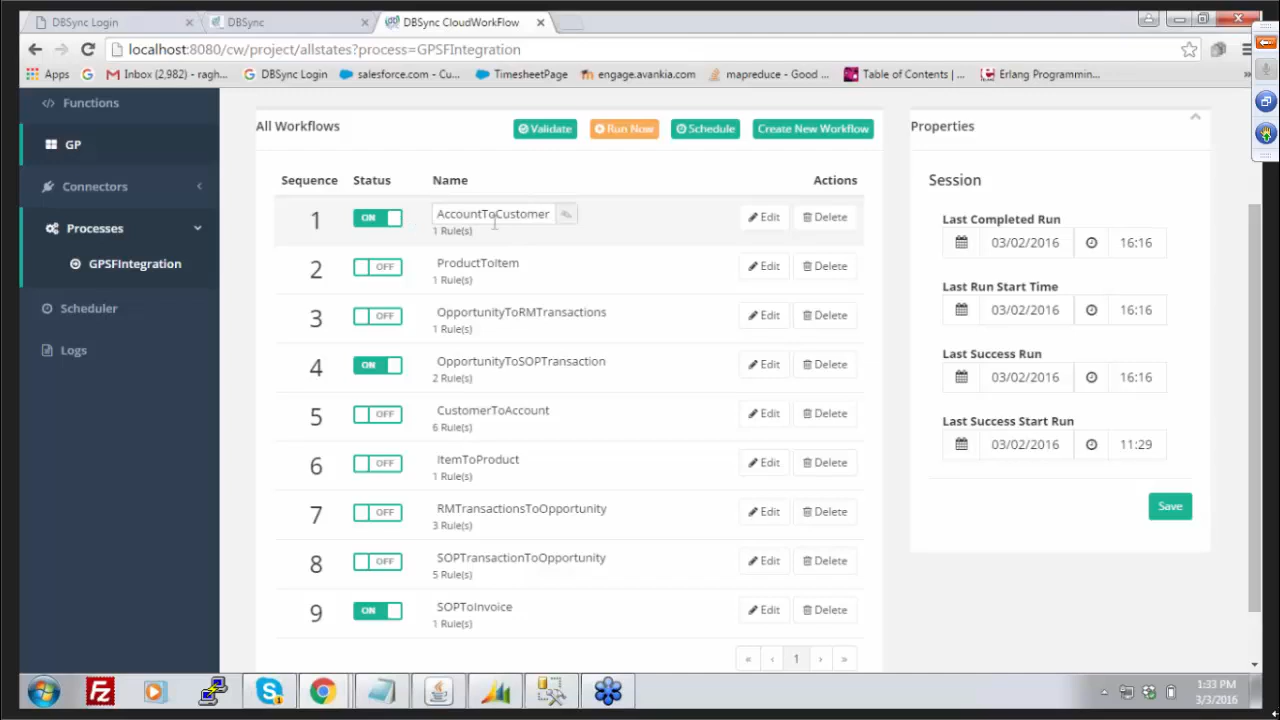 DBSync Login
DBSync
DBSync CloudWorkFlow
localhost:8080/cw/project/allstates?process=GPSFIntegration
Apps
Inbox (2,982) - ragh...
DBSync Login
salesforce.com - Cu...
TimesheetPage
engage.avankia.com
mapreduce - Good ...
Table of Contents | ...
Erlang Programmin...
Functions
GP
Connectors
Processes
GPSFIntegration
Scheduler
Logs
All Workflows
Validate
Run Now
Schedule
Create New Workflow
Sequence Status Name Actions
1 ON AccountToCustomer Edit Delete
1 Rule(s)
2 OFF ProductToItem Edit Delete
1 Rule(s)
3 OFF OpportunityToRMTransactions Edit Delete
1 Rule(s)
4 ON OpportunityToSOPTransaction Edit Delete
2 Rule(s)
5 OFF CustomerToAccount Edit Delete
6 Rule(s)
6 OFF ItemToProduct Edit Delete
1 Rule(s)
7 OFF RMTransactionsToOpportunity Edit Delete
3 Rule(s)
8 OFF SOPTransactionToOpportunity Edit Delete
5 Rule(s)
9 ON SOPToInvoice Edit Delete
1 Rule(s)
« ‹ 1 › »
Properties
Session
Last Completed Run
03/02/2016 16:16
Last Run Start Time
03/02/2016 16:16
Last Success Run
03/02/2016 16:16
Last Success Start Run
03/02/2016 11:29
Save
1:33 PM
3/3/2016